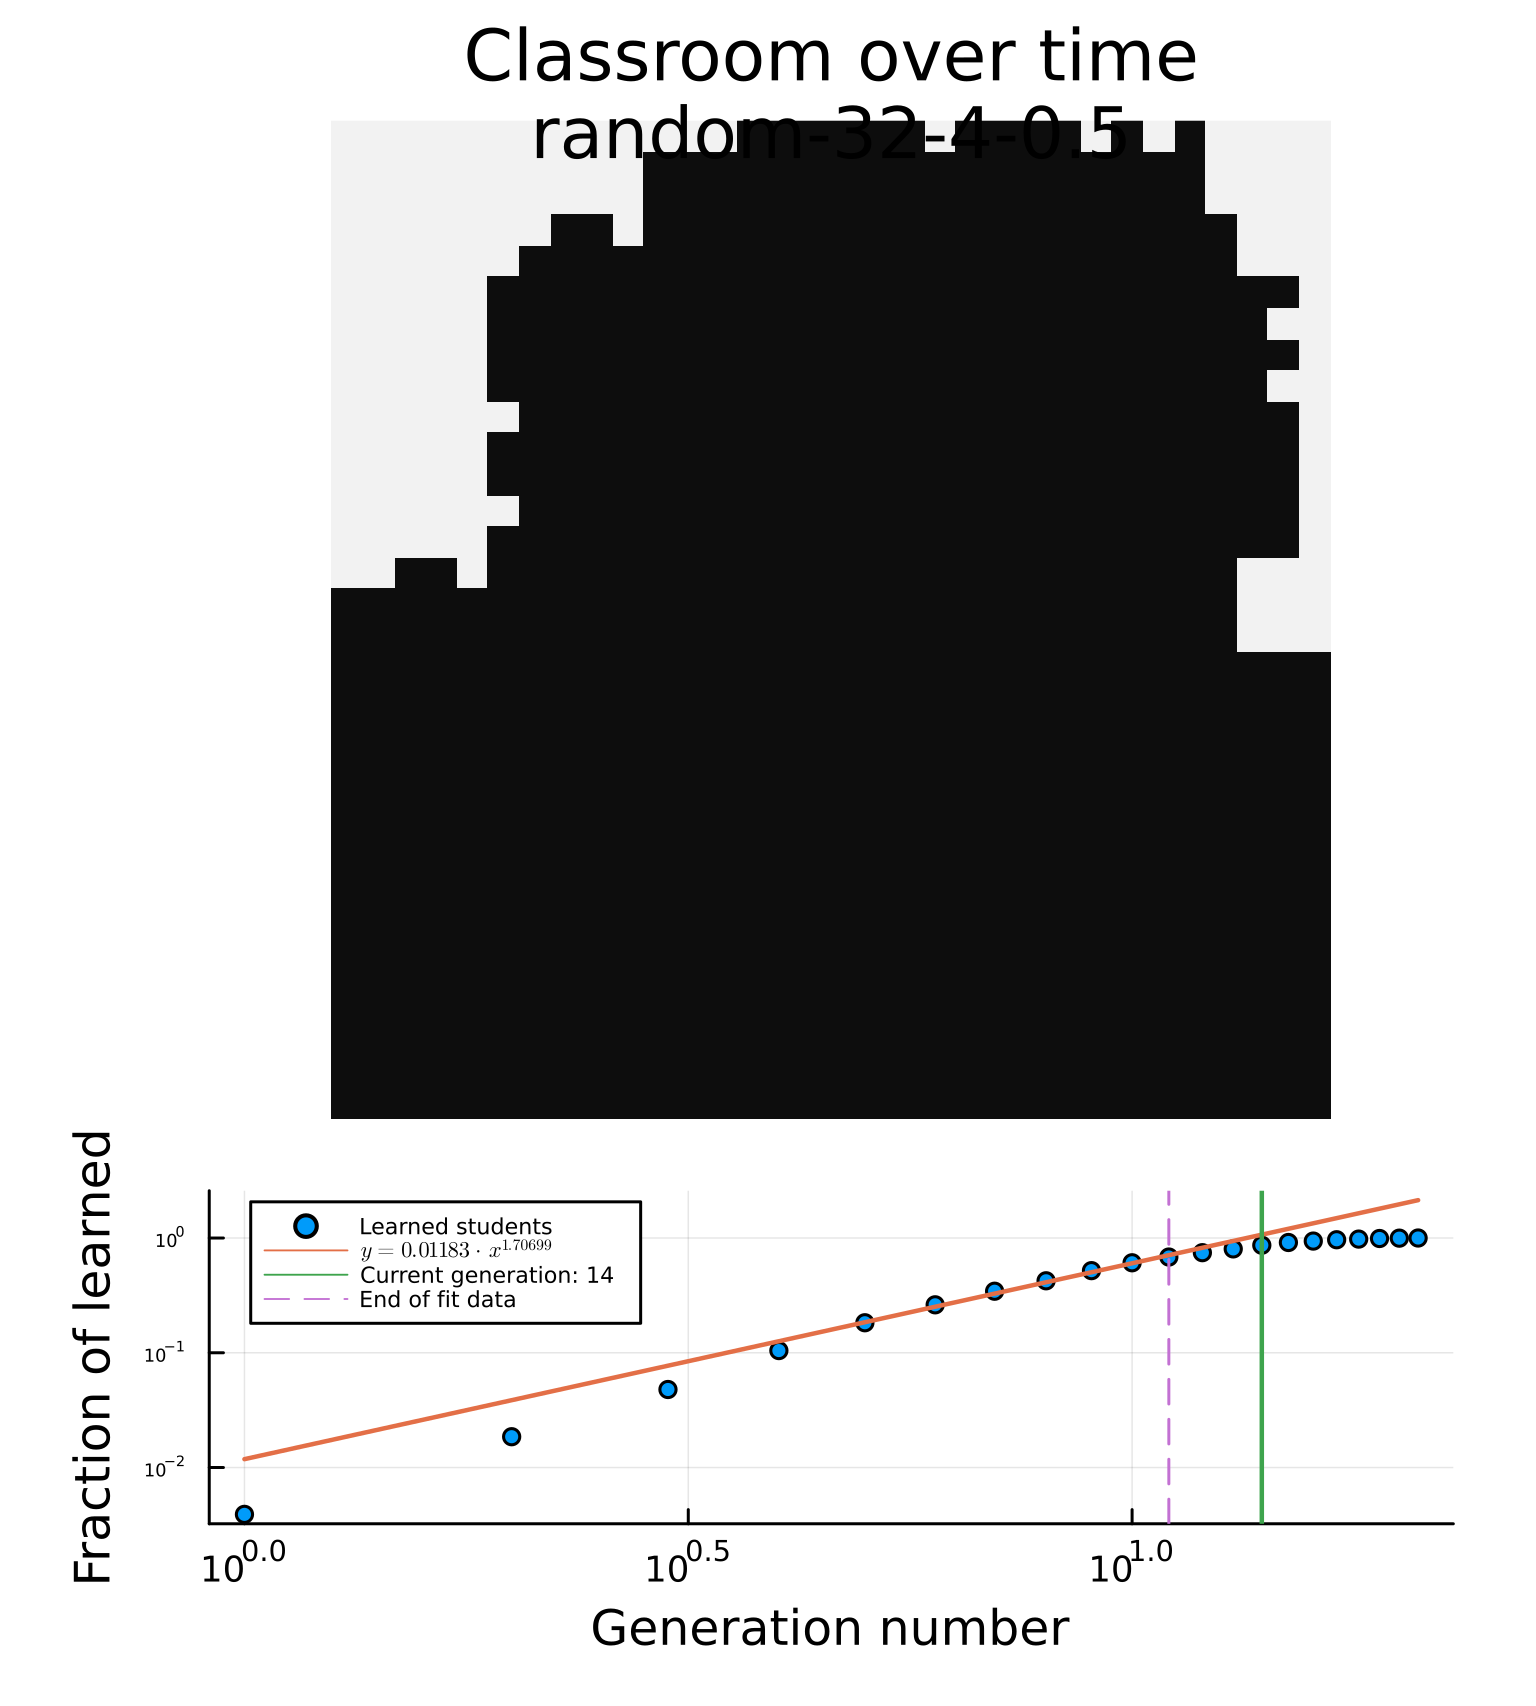 Classroom over time
random-32-4-0.5
Fraction of learned
10⁰
10⁻¹
10⁻²
Learned students
y = 0.01183 · x^1.70699
Current generation: 14
End of fit data
10^0.0
10^0.5
10^1.0
Generation number